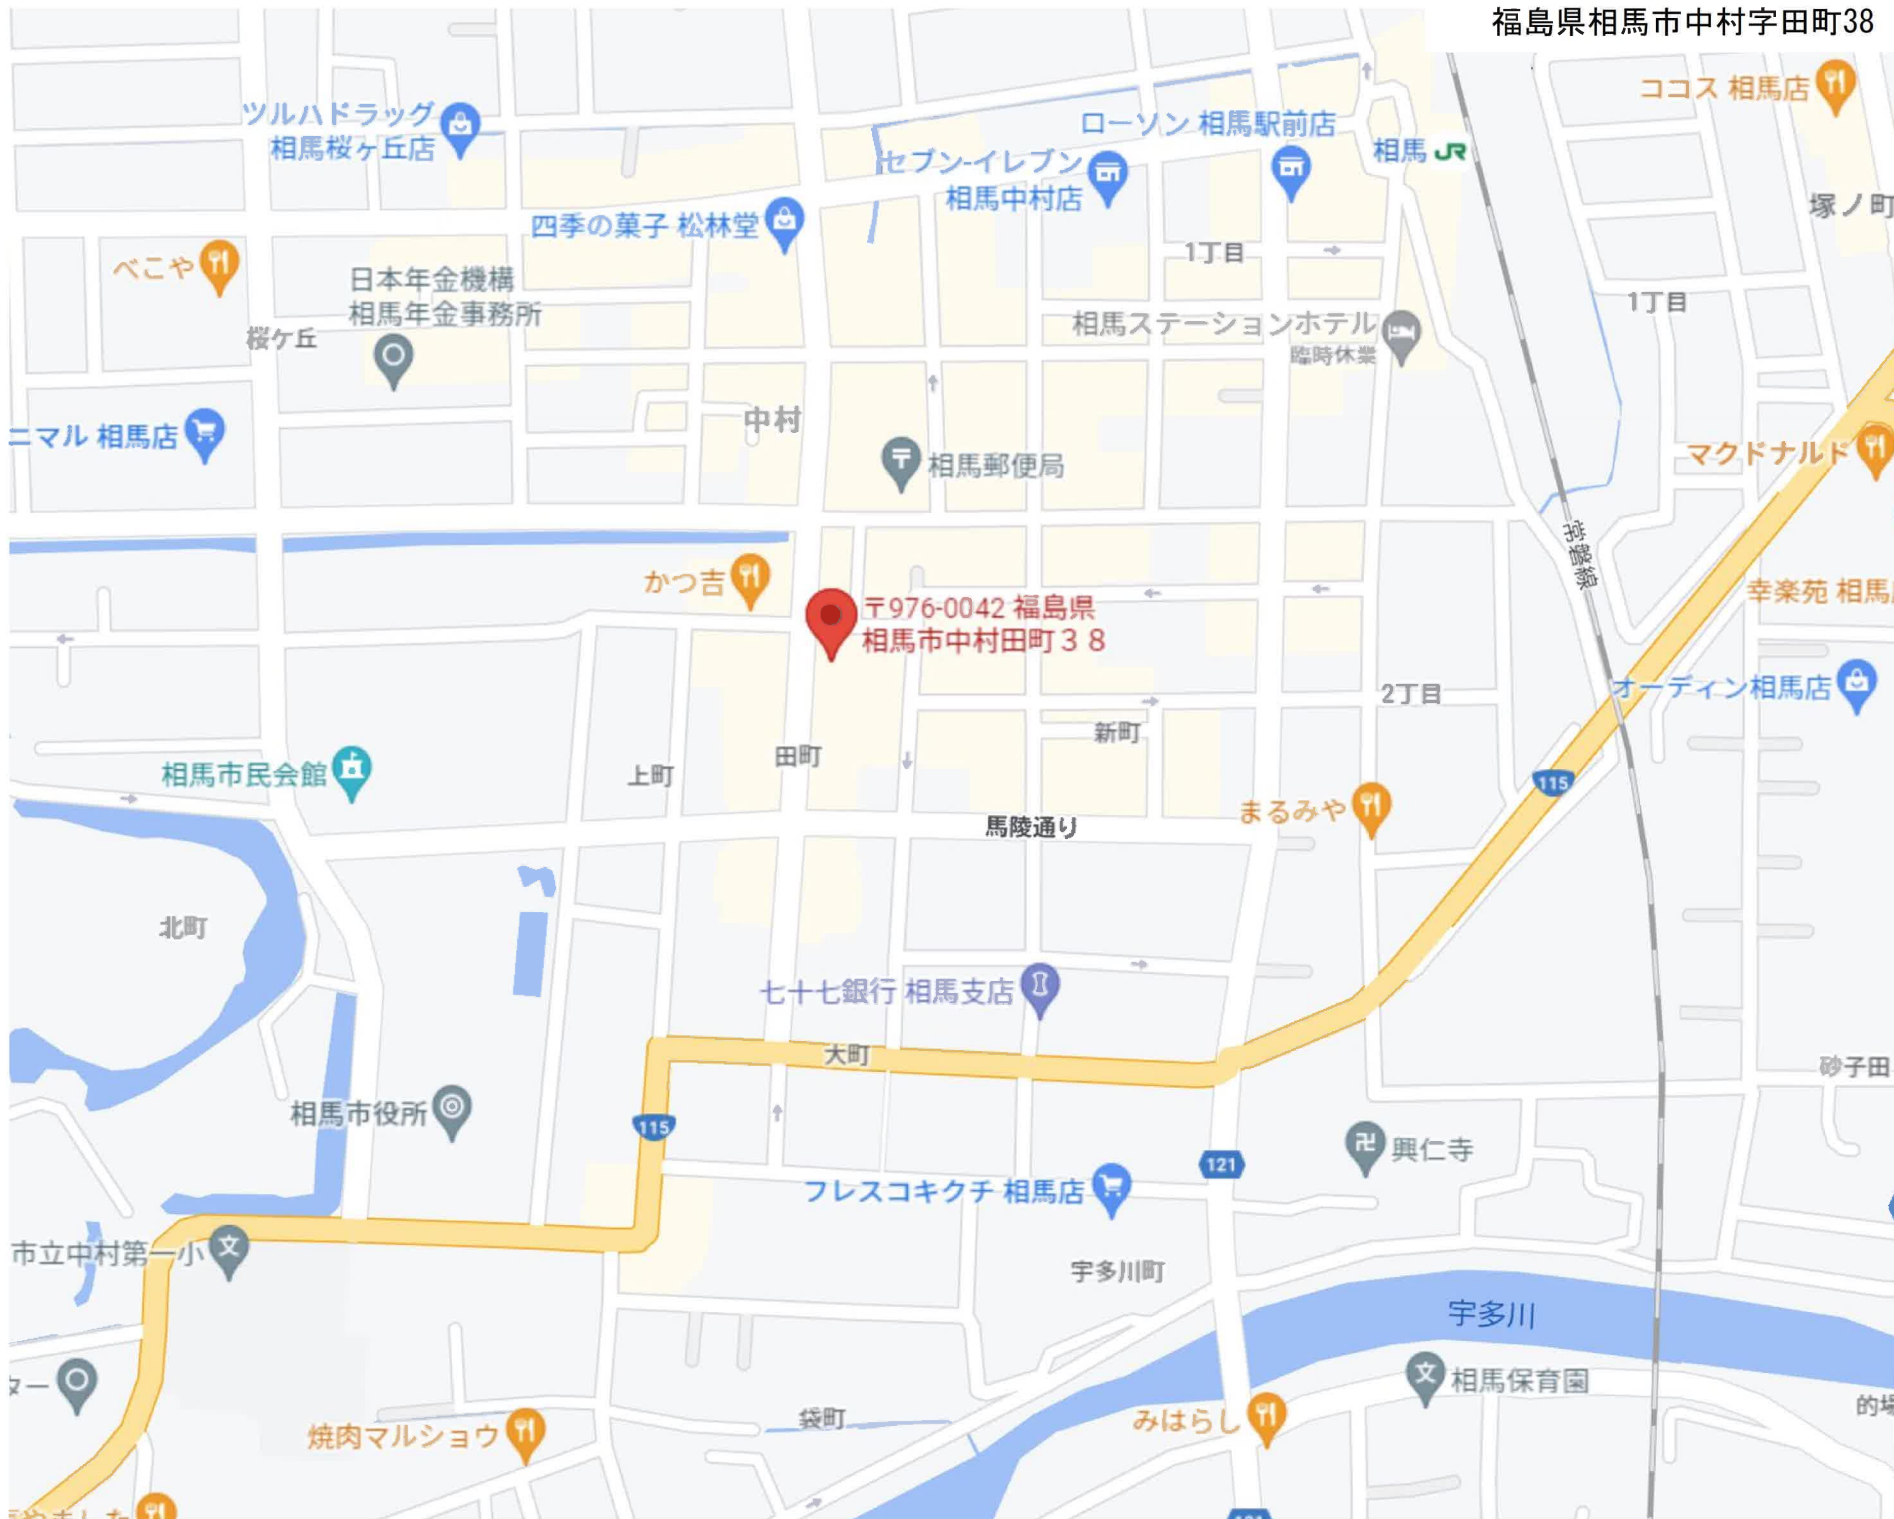 福島県相馬市中村字田町38
ココス 相馬店
ツルハドラッグ
相馬桜ヶ丘店
ローソン 相馬駅前店
相馬 JR
セブン-イレブン
相馬中村店
塚ノ町
四季の菓子 松林堂
1丁目
べこや
日本年金機構
相馬年金事務所
1丁目
桜ケ丘
相馬ステーションホテル
臨時休業
中村
ニマル 相馬店
マクドナルド
相馬郵便局
常磐線
かつ吉
幸楽苑 相馬
〒976-0042 福島県
相馬市中村田町38
オーディン相馬店
2丁目
新町
田町
相馬市民会館
上町
115
まるみや
馬陵通り
北町
七十七銀行 相馬支店
大町
砂子田
相馬市役所
115
興仁寺
121
フレスコキクチ 相馬店
市立中村第一小
宇多川町
宇多川
ター
相馬保育園
的場
袋町
みはらし
焼肉マルショウ